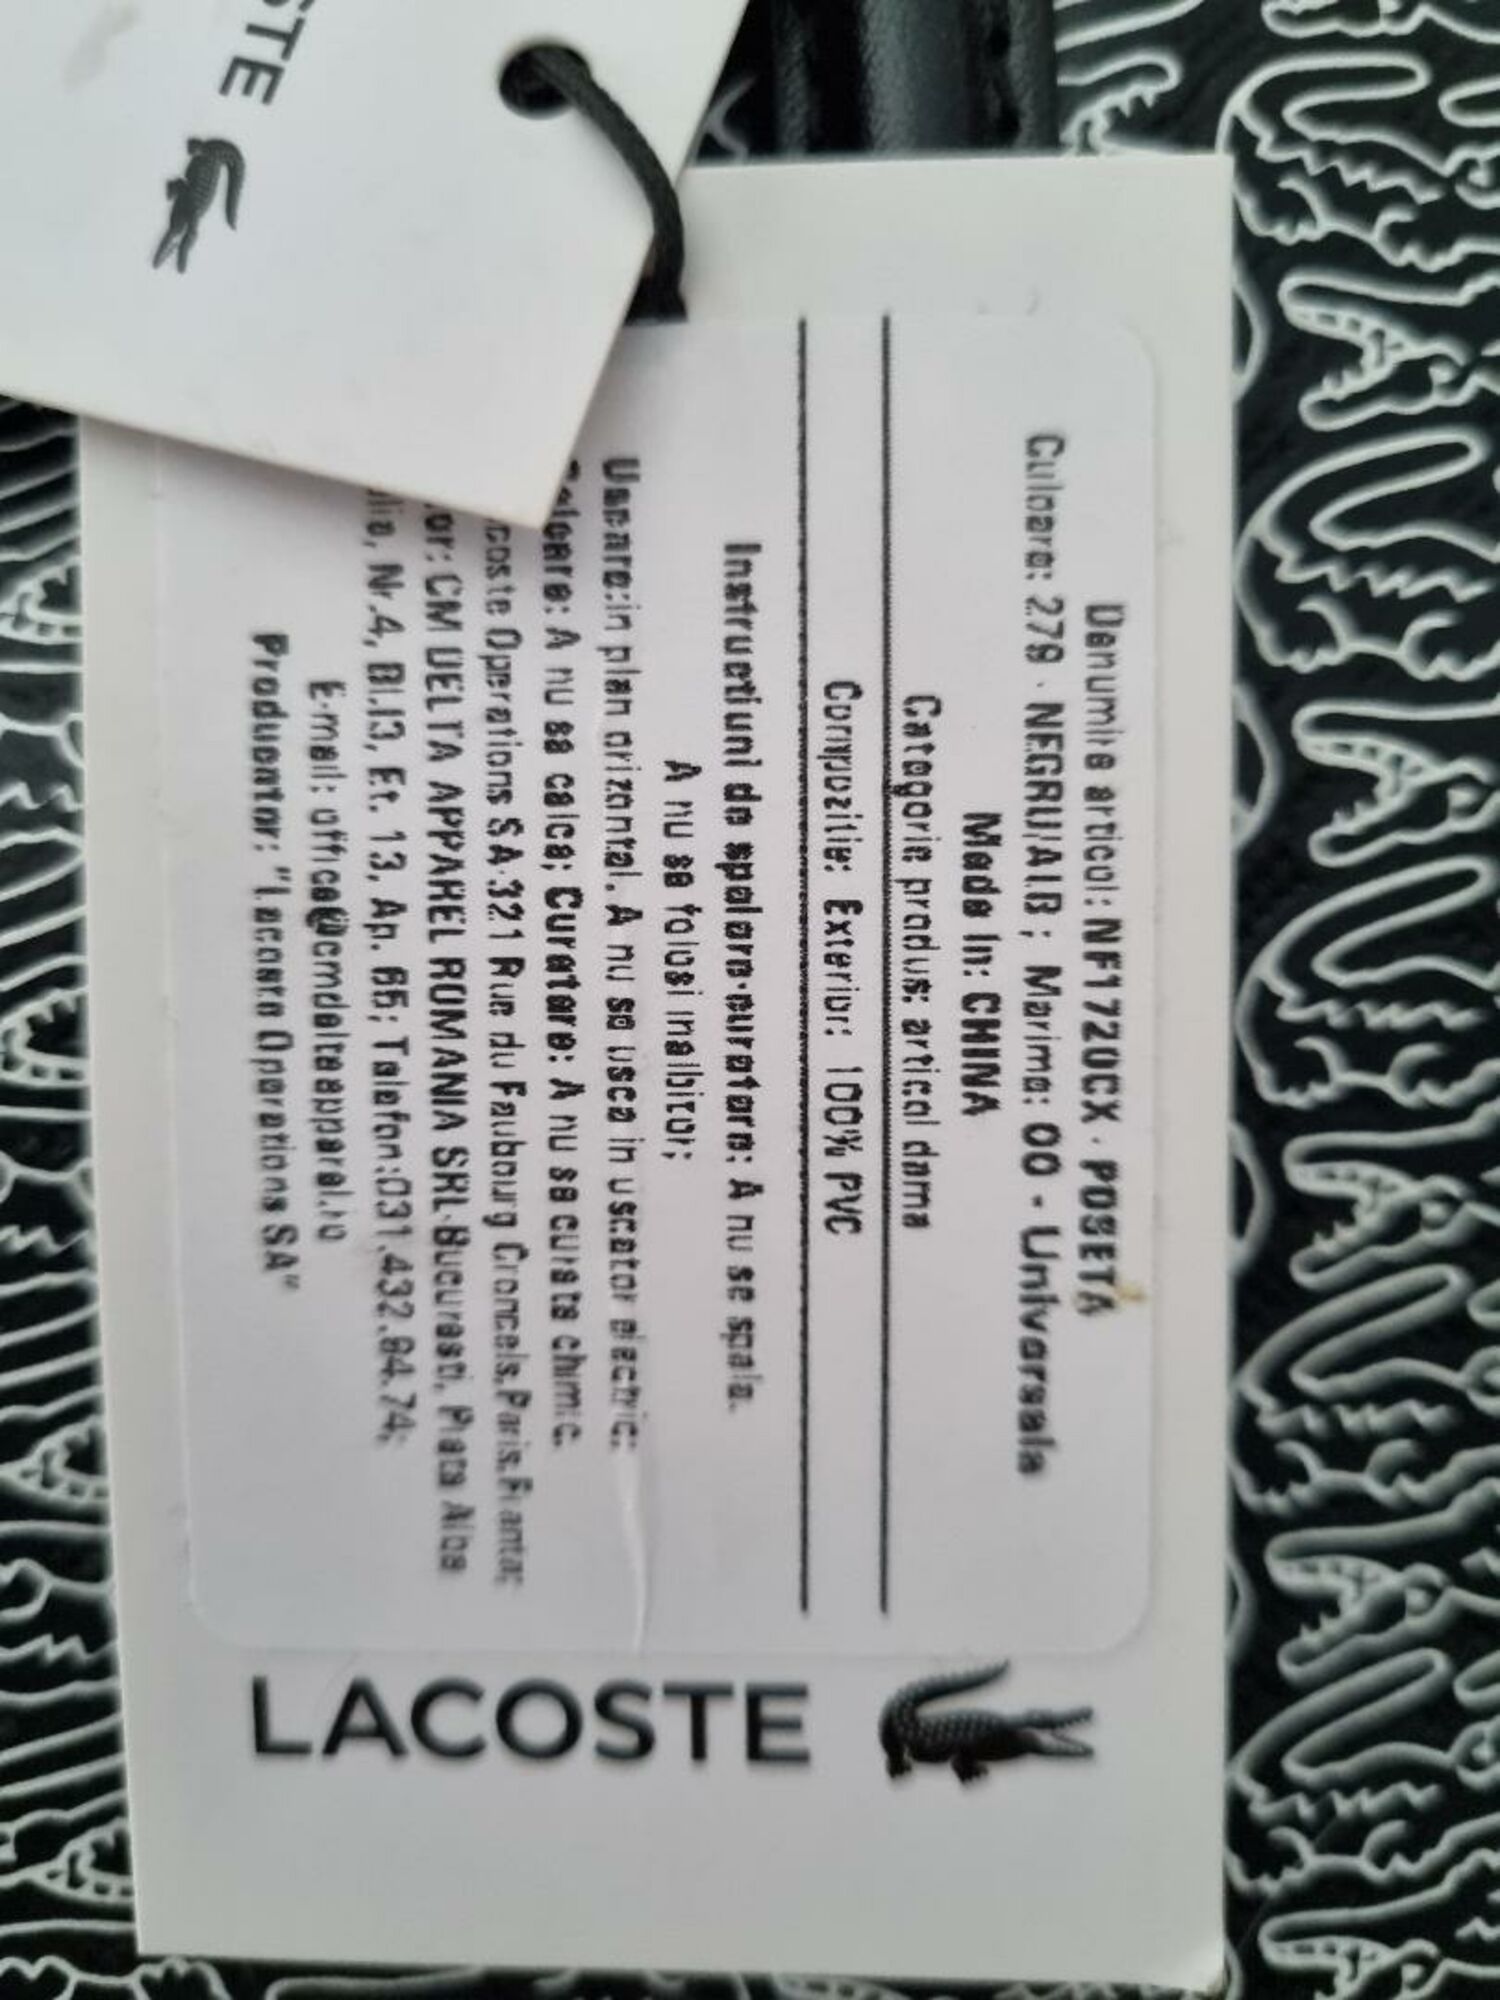 STE
Denumire articol: NF1720CX - POSETA
Culoare: 279 - NEGRU/ALB ; Marime: 00 - Universala
Made In: CHINA
Categorie produs: articol dama
Compozitie: Exterior: 100% PVC
Instructiuni de spalare-curatare: A nu se spala.
A nu se folosi inalbitor;
Uscare:in plan orizontal. A nu se usca in uscator electric;
alcare: A nu se calca; Curatare: A nu se curata chimic.
coste Operations SA-321 Rue du Faubourg Croncels,Paris,Franta;
or: CM DELTA APPAREL ROMANIA SRL-Bucuresti, Piata Alba
lia, Nr.4, Bl.I3, Et. 13, Ap. 65; Telefon:031.432.84.74;
E-mail: office@cmdeltaapparel.ro
Producator: "Lacoste Operations SA"
LACOSTE